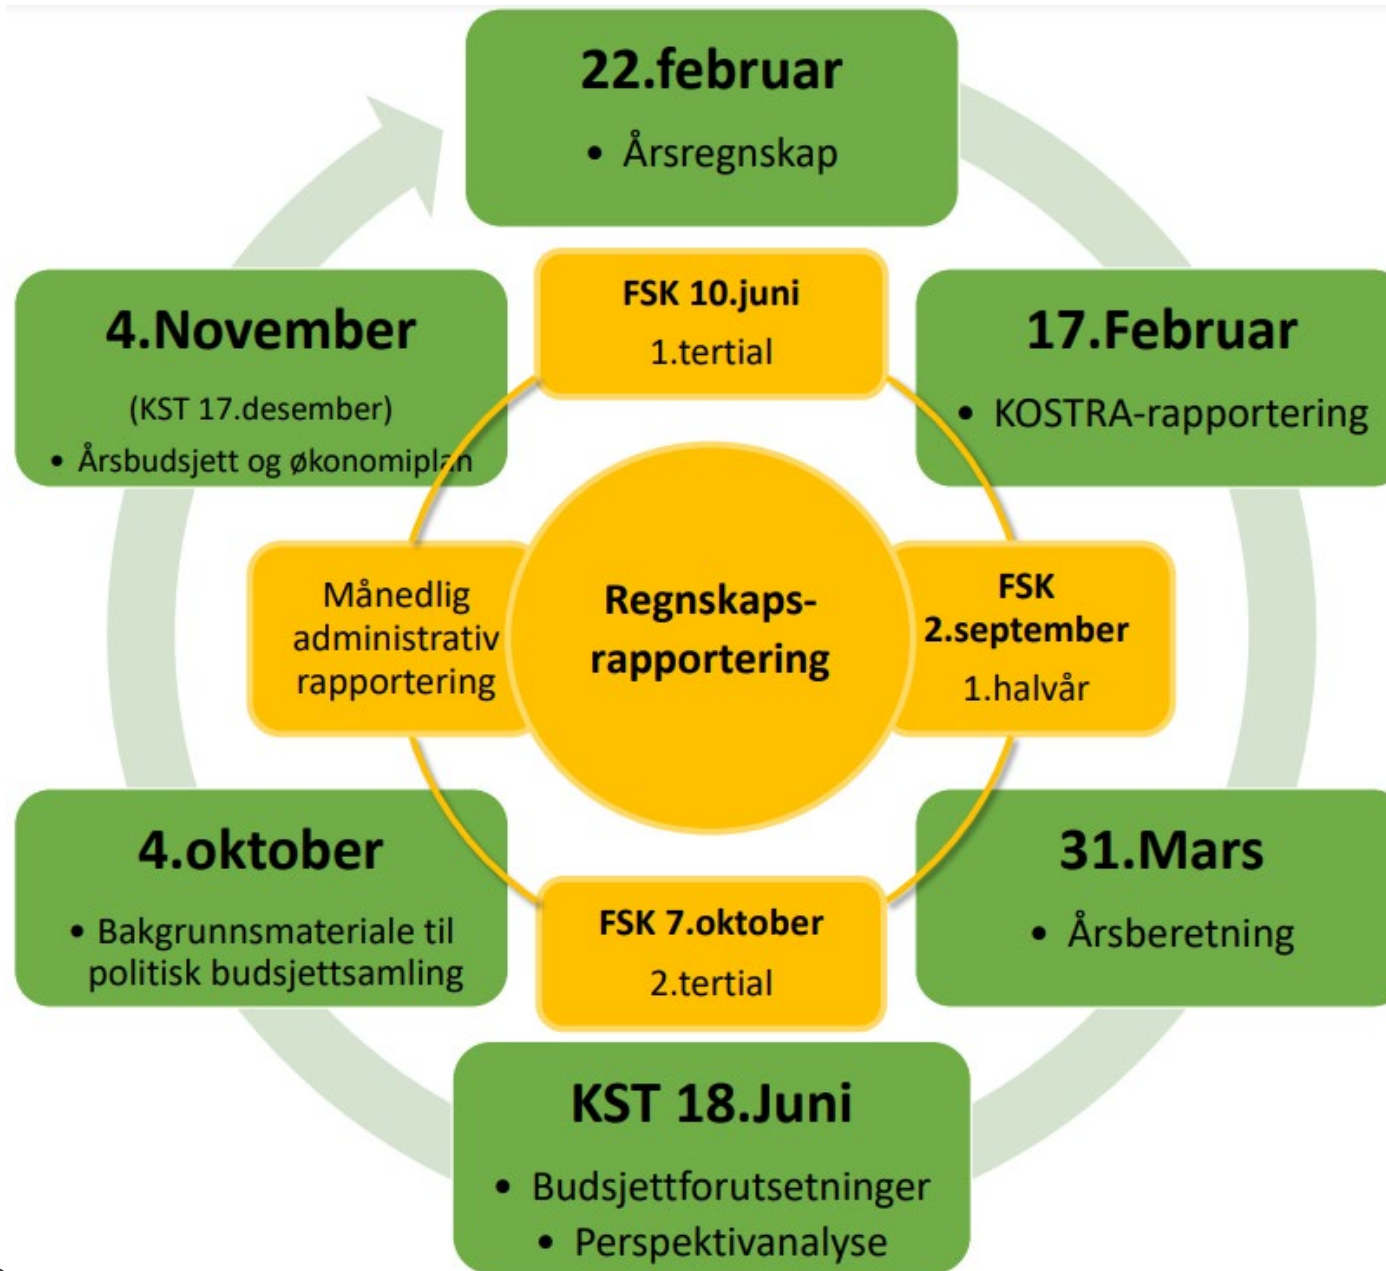 22.februar
• Årsregnskap
FSK 10.juni
1.tertial
4.November
(KST 17.desember)
• Årsbudsjett og økonomiplan
17.Februar
• KOSTRA-rapportering
Månedlig
administrativ
rapportering
Regnskaps-
rapportering
FSK
2.september
1.halvår
4.oktober
• Bakgrunnsmateriale til
politisk budsjettsamling
FSK 7.oktober
2.tertial
31.Mars
• Årsberetning
KST 18.Juni
• Budsjettforutsetninger
• Perspektivanalyse